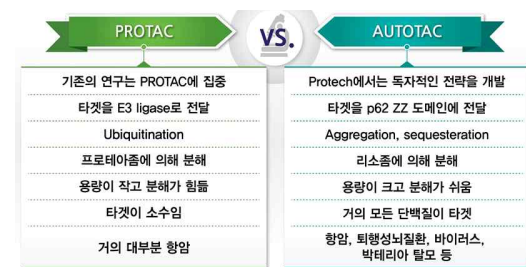 PROTAC
VS.
AUTOTAC
기존의 연구는 PROTAC에 집중
Protech에서는 독자적인 전략을 개발
타겟을 E3 ligase로 전달
타겟을 p62 ZZ 도메인에 전달
Ubiquitination
Aggregation, sequesteration
프로테아좀에 의해 분해
리소좀에 의해 분해
용량이 작고 분해가 힘듦
용량이 크고 분해가 쉬움
타겟이 소수임
거의 모든 단백질이 타겟
거의 대부분 항암
항암, 퇴행성뇌질환, 바이러스,
박테리아 탈모 등